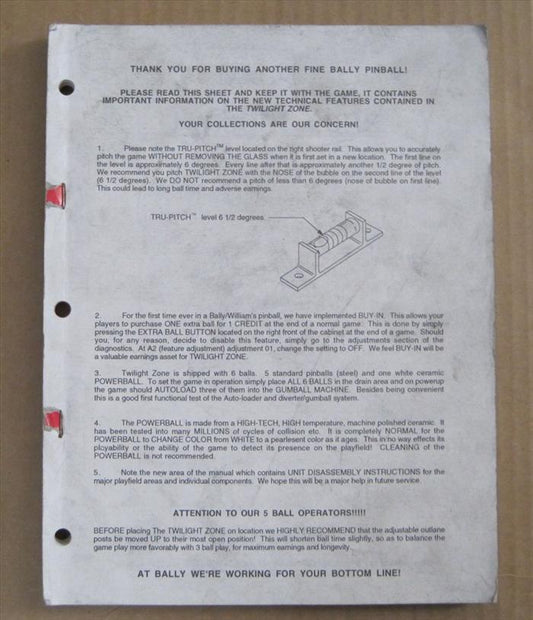 THANK YOU FOR BUYING ANOTHER FINE BALLY PINBALL!
PLEASE READ THIS SHEET AND KEEP IT WITH THE GAME, IT CONTAINS
IMPORTANT INFORMATION ON THE NEW TECHNICAL FEATURES CONTAINED IN
THE TWILIGHT ZONE.
YOUR COLLECTIONS ARE OUR CONCERN!
1. Please note the TRU-PITCH™ level located on the right shooter rail. This allows you to accurately
pitch the game WITHOUT REMOVING THE GLASS when it is first set in a new location. The first line on
the level is approximately 6 degrees. Every line after that is approximately another 1/2 degree of pitch.
We recommend you pitch TWILIGHT ZONE with the NOSE of the bubble on the second line of the level
(6 1/2 degrees). We DO NOT recommend a pitch of less than 6 degrees (nose of bubble on first line).
This could lead to long ball time and adverse earnings.
TRU-PITCH™ level 6 1/2 degrees
2. For the first time ever in a Bally/William's pinball, we have implemented BUY-IN. This allows your
players to purchase ONE extra ball for 1 CREDIT at the end of a normal game. This is done by simply
pressing the EXTRA BALL BUTTON located on the right front of the cabinet at the end of a game. Should
you, for any reason, decide to disable this feature, simply go to the adjustments section of the
diagnostics. At A2 (feature adjustment) adjustment 01, change the setting to OFF. We feel BUY-IN will be
a valuable earnings asset for TWILIGHT ZONE.
3. Twilight Zone is shipped with 6 balls. 5 standard pinballs (steel) and one white ceramic
POWERBALL. To set the game in operation simply place ALL 6 BALLS in the drain area and on powerup
the game should AUTOLOAD three of them into the GUMBALL MACHINE. Besides being convenient
this is a good first functional test of the Auto-loader and diverter/gumball system.
4. The POWERBALL is made from a HIGH-TECH, HIGH temperature, machine polished ceramic. It
has been tested into many MILLIONS of cycles of collision etc. It is completely NORMAL for the
POWERBALL to CHANGE COLOR from WHITE to a pearlesent color as it ages. This in no way effects its
playability or the ability of the game to detect its presence on the playfield! CLEANING of the
POWERBALL is not recommended.
5. Note the new area of the manual which contains UNIT DISASSEMBLY INSTRUCTIONS for the
major playfield areas and individual components. We hope this will be a major help in future service.
ATTENTION TO OUR 5 BALL OPERATORS!!!!!
BEFORE placing The TWILIGHT ZONE on location we HIGHLY RECOMMEND that the adjustable outlane
posts be moved UP to their most open position! This will shorten ball time slightly, so as to balance the
game play more favorably with 3 ball play, for maximum earnings and longevity.
AT BALLY WE'RE WORKING FOR YOUR BOTTOM LINE!